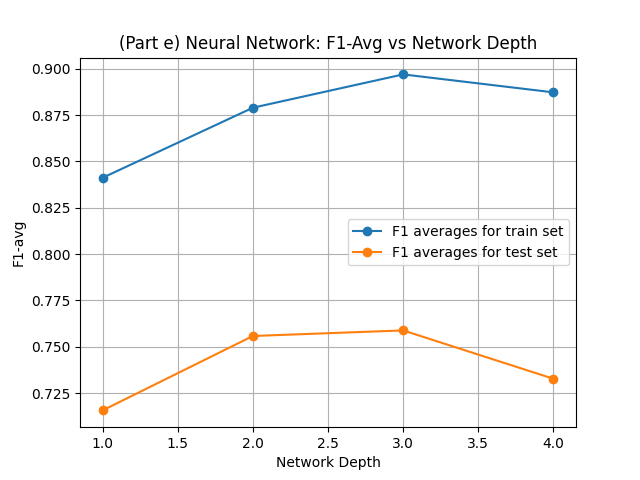 (Part e) Neural Network: F1-Avg vs Network Depth
0.900
0.875
0.850
0.825
0.800
0.775
0.750
0.725
F1-avg
F1 averages for train set
F1 averages for test set
1.0 1.5 2.0 2.5 3.0 3.5 4.0
Network Depth